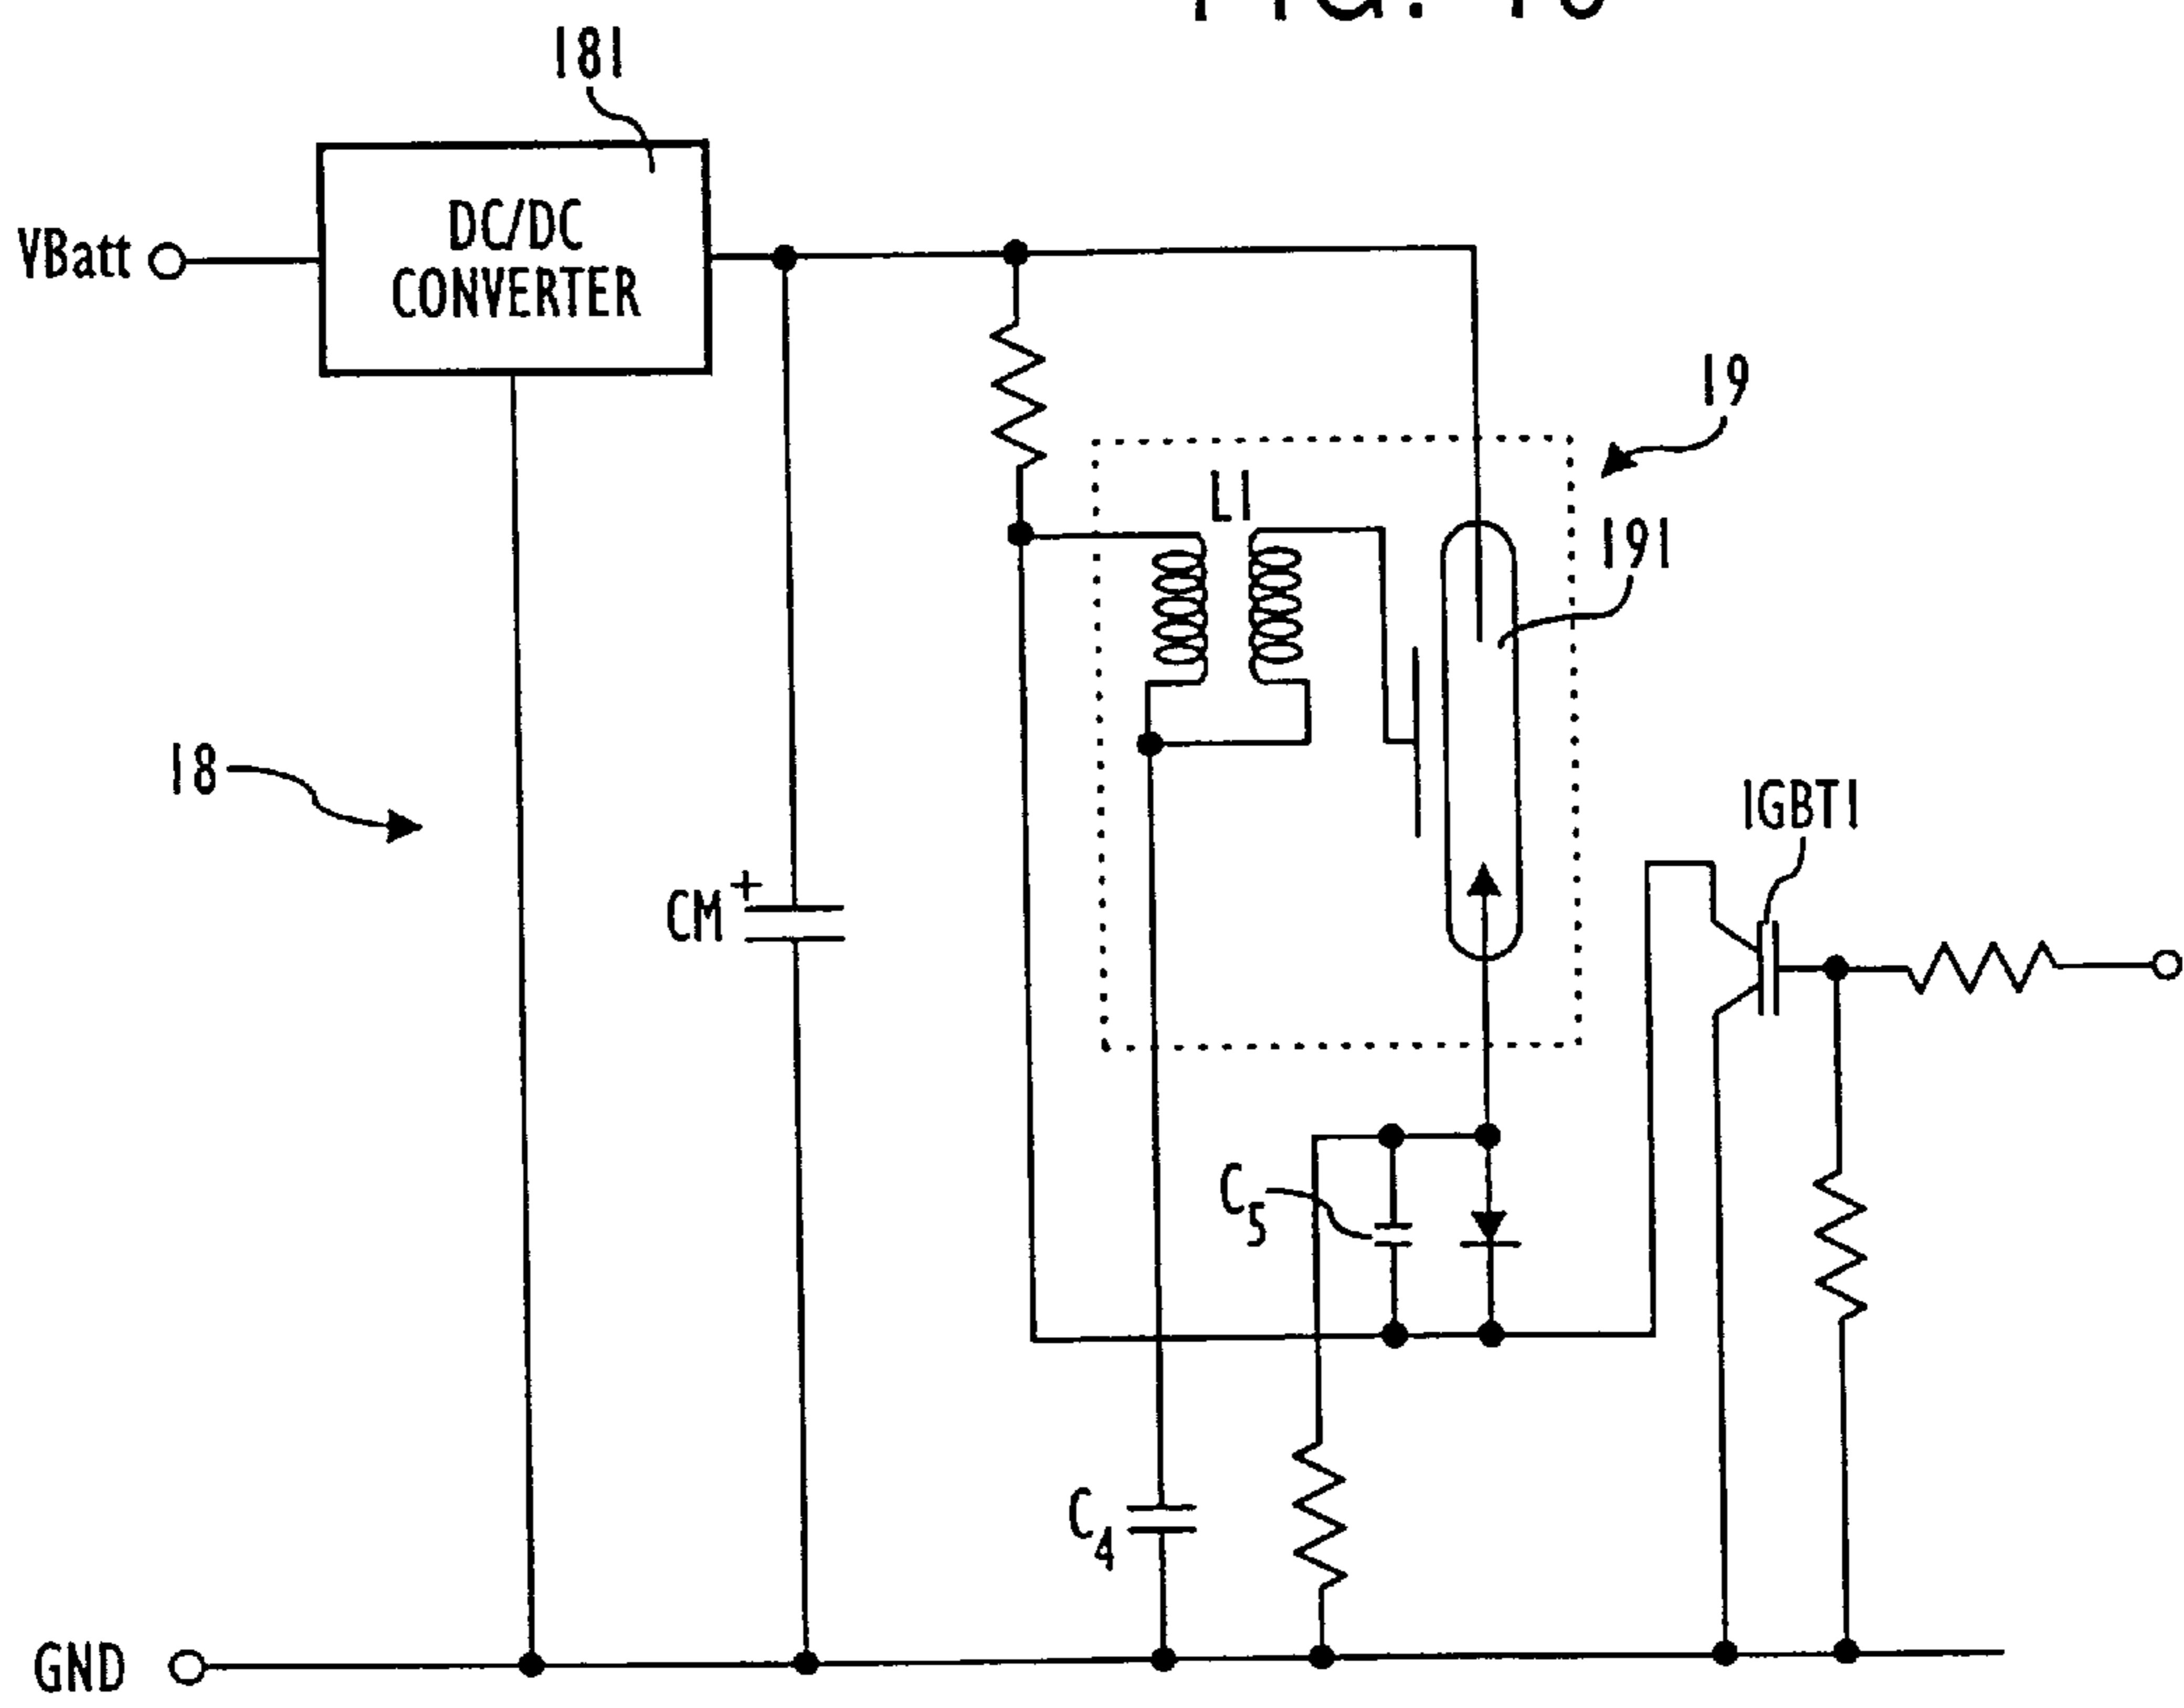 181
DC/DC
CONVERTER
VBatt
19
L1
191
18
IGBT1
CM
+
C5
C4
GND